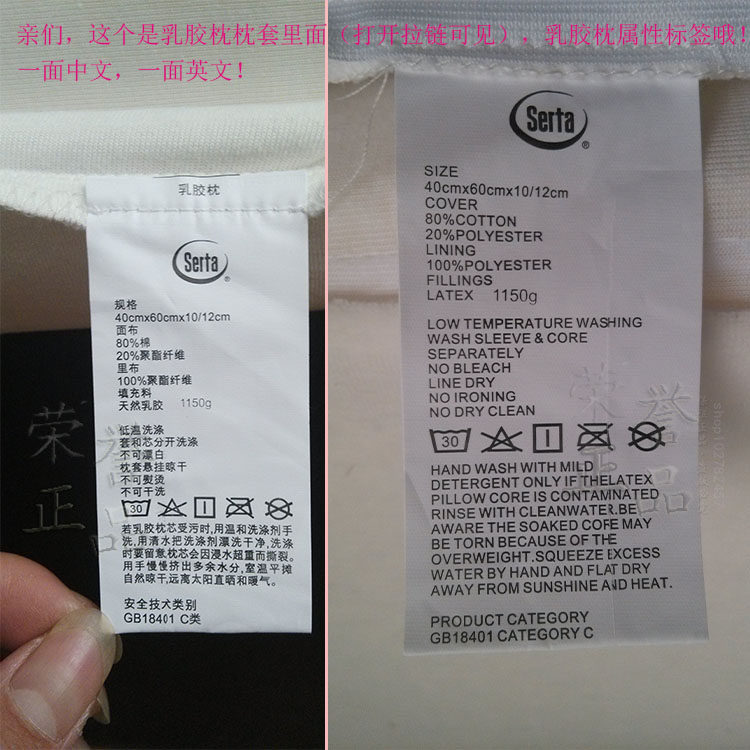 亲们，这个是乳胶枕枕套里面（打开拉链可见），乳胶枕属性标签哦！
一面中文，一面英文！
乳胶枕
Serta®
规格
40cmx60cmx10/12cm
面布
80%棉
20%聚酯纤维
里布
100%聚酯纤维
填充料
天然乳胶 1150g
低温洗涤
套和芯分开洗涤
不可漂白
枕套悬挂晾干
不可熨烫
不可干洗
30
若乳胶枕芯受污时,用温和洗涤剂手
洗,用清水把洗涤剂漂洗干净,洗涤
时要留意,枕芯会因浸水超重而撕裂。
用手慢慢挤出多余水分,室温平摊
自然晾干,远离太阳直晒和暖气。
安全技术类别
GB18401 C类
Serta®
SIZE
40cmx60cmx10/12cm
COVER
80%COTTON
20%POLYESTER
LINING
100%POLYESTER
FILLINGS
LATEX 1150g
LOW TEMPERATURE WASHING
WASH SLEEVE & CORE
SEPARATELY
NO BLEACH
LINE DRY
NO IRONING
NO DRY CLEAN
30
HAND WASH WITH MILD
DETERGENT ONLY IF THELATEX
PILLOW CORE IS CONTAMINATED
RINSE WITH CLEANWATER.BE
AWARE THE SOAKED CORE MAY
BE TORN BECAUSE OF THE
OVERWEIGHT.SQUEEZE EXCESS
WATER BY HAND AND FLAT DRY
AWAY FROM SUNSHINE AND HEAT.
PRODUCT CATEGORY
GB18401 CATEGORY C
荣誉
正品
荣誉
正品